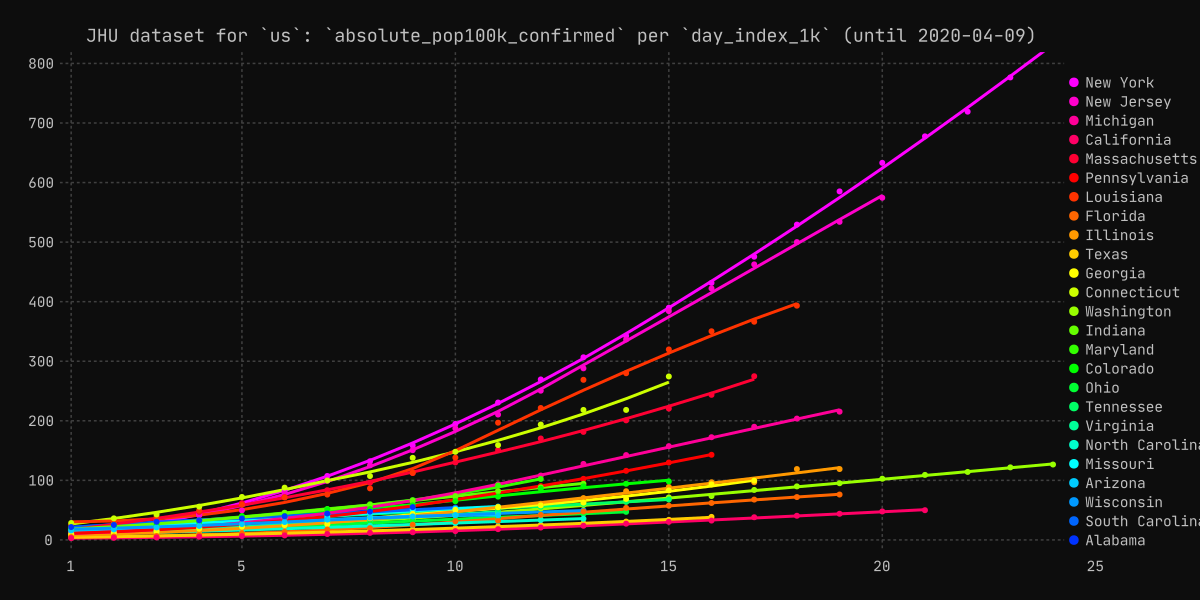 JHU dataset for `us`: `absolute_pop100k_confirmed` per `day_index_1k` (until 2020-04-09)
800
700
600
500
400
300
200
100
0
1 5 10 15 20 25
New York
New Jersey
Michigan
California
Massachusetts
Pennsylvania
Louisiana
Florida
Illinois
Texas
Georgia
Connecticut
Washington
Indiana
Maryland
Colorado
Ohio
Tennessee
Virginia
North Carolina
Missouri
Arizona
Wisconsin
South Carolina
Alabama